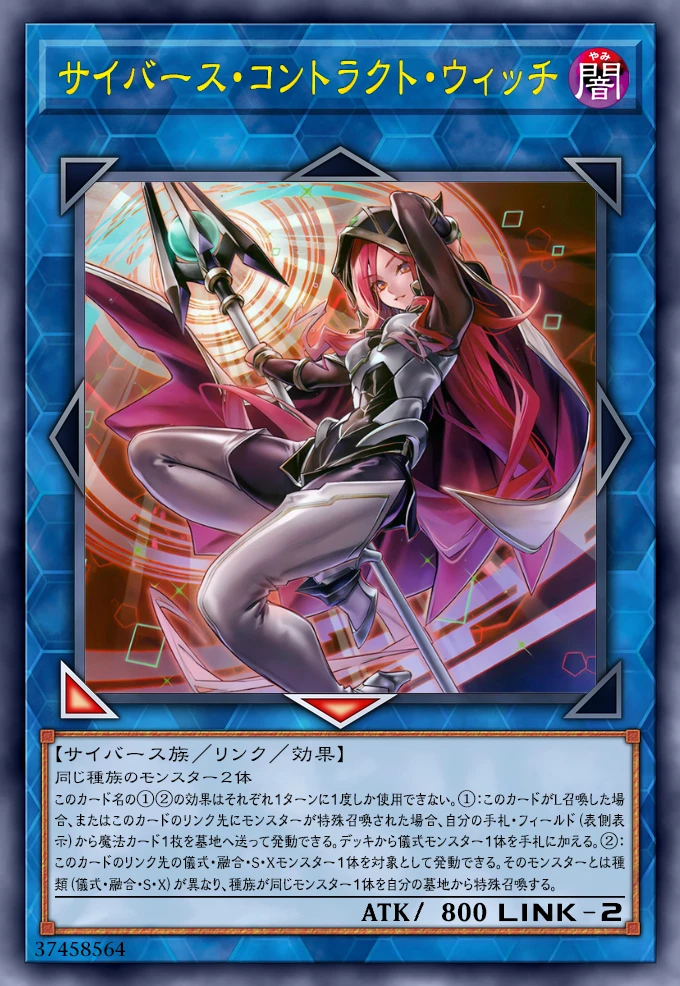 サイバース・コントラクト・ウィッチ
やみ
闇
【サイバース族／リンク／効果】
同じ種族のモンスター２体
このカード名の①②の効果はそれぞれ1ターンに1度しか使用できない。①：このカードがL召喚した場
合、またはこのカードのリンク先にモンスターが特殊召喚された場合、自分の手札・フィールド（表側表
示）から魔法カード1枚を墓地へ送って発動できる。デッキから儀式モンスター1体を手札に加える。②：
このカードのリンク先の儀式・融合・S・Xモンスター1体を対象として発動できる。そのモンスターとは種
類（儀式・融合・S・X）が異なり、種族が同じモンスター1体を自分の墓地から特殊召喚する。
ATK/ 800 LINK-2
37458564